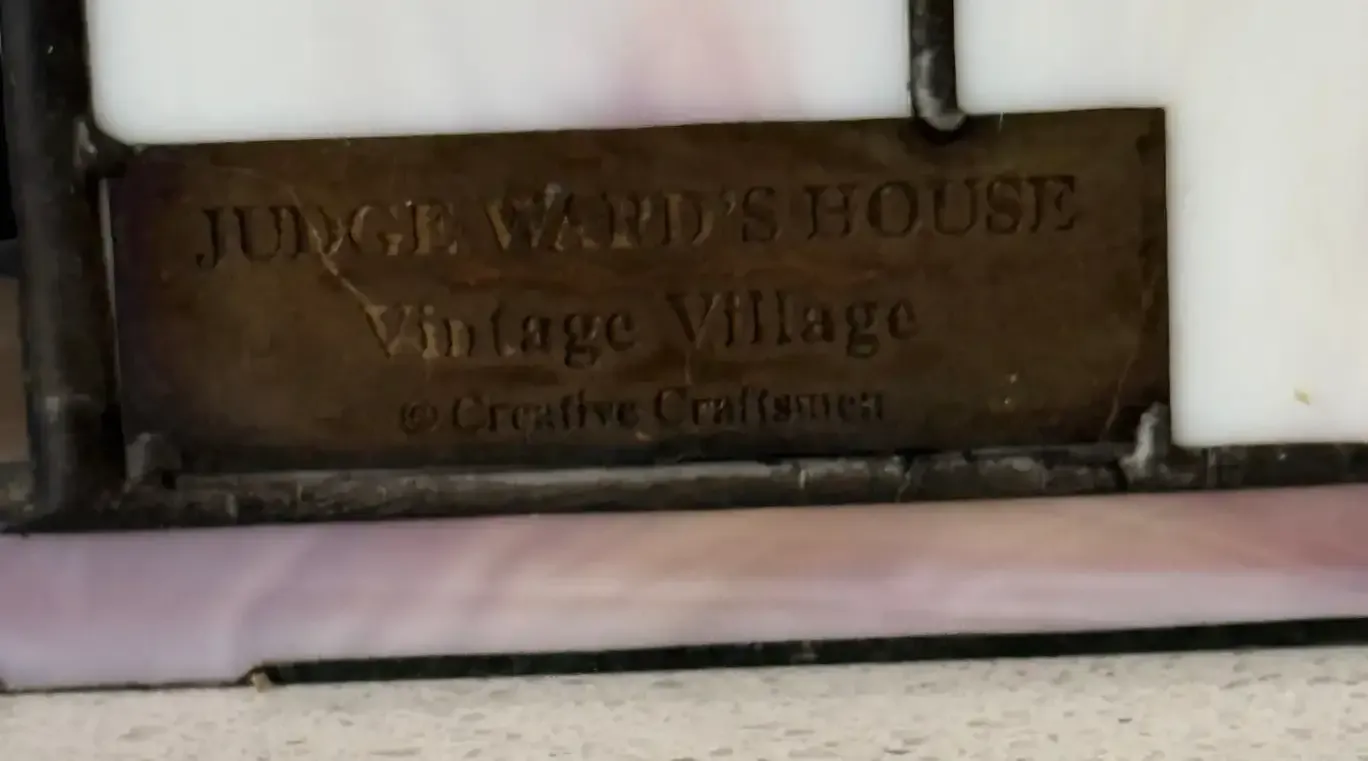 JUDGE WARD'S HOUSE
Vintage Village
© Creative Craftsmen